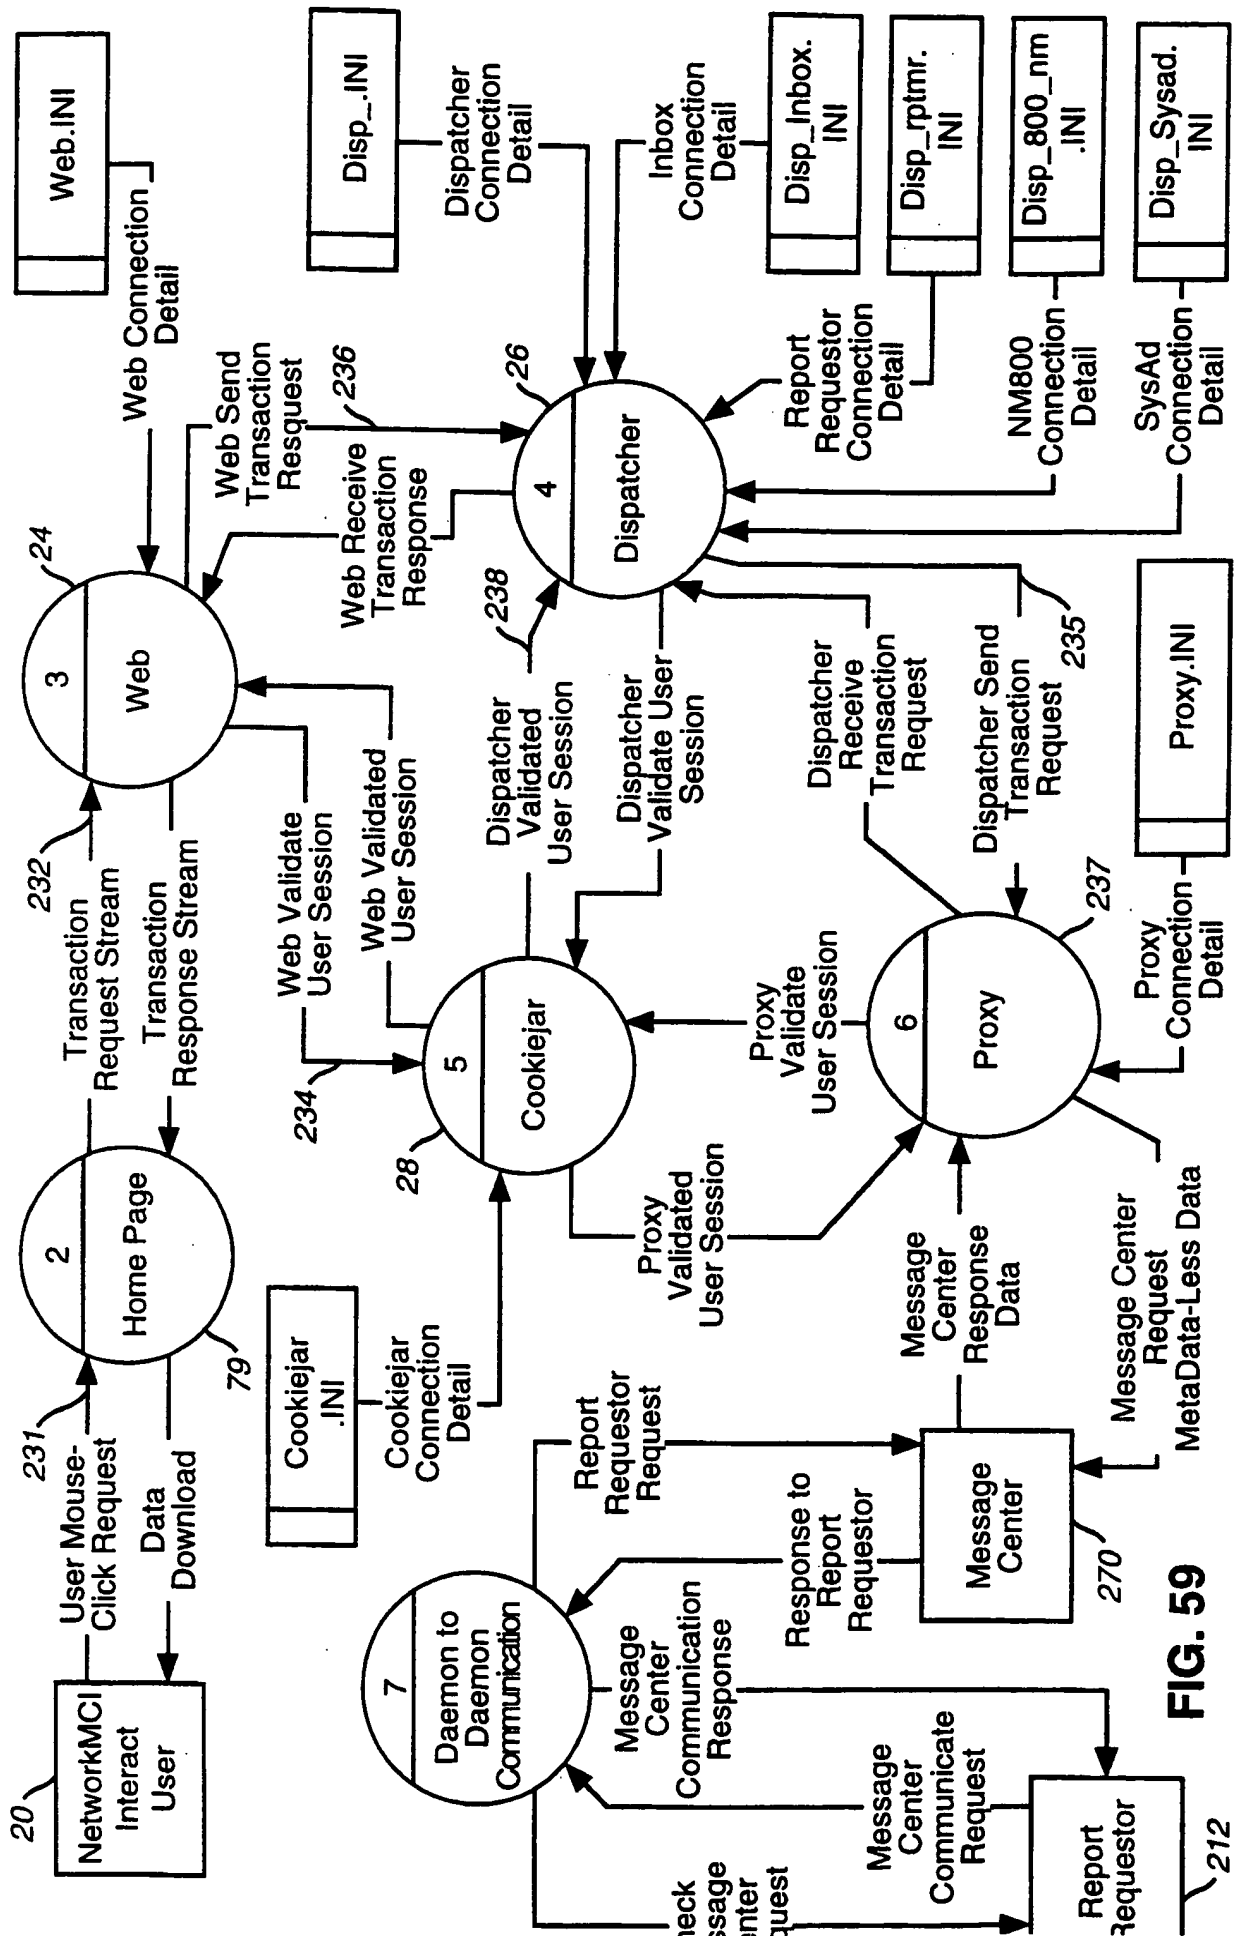 20
NetworkMCI
Interact
User
231
User Mouse-
Click Request
Data
Download
2
Home Page
79
232
Transaction
Request Stream
Transaction
Response Stream
3
Web
24
Web.INI
Web Connection
Detail
Web Validate
User Session
234
Web Validated
User Session
Web Send
Transaction
Resquest
236
Web Receive
Transaction
Response
Cookiejar
.INI
Cookiejar
Connection
Detail
28
5
Cookiejar
Dispatcher
Validated
User Session
238
Dispatcher
Validate User
Session
4
Dispatcher
26
Disp_.INI
Dispatcher
Connection
Detail
Inbox
Connection
Detail
Disp_Inbox.
INI
Report
Requestor
Connection
Detail
Disp_rptmr.
INI
NM800
Connection
Detail
Disp_800_nm
.INI
SysAd
Connection
Detail
Disp_Sysad.
INI
7
Daemon to
Daemon
Communication
Report
Requestor
Request
Response to
Report
Requestor
Message
Center
Communication
Response
Message
Center
Communicate
Request
Proxy
Validated
User Session
Proxy
Validate
User Session
Dispatcher
Receive
Transaction
Request
Dispatcher Send
Transaction
Request
235
6
Proxy
237
Proxy
Connection
Detail
Proxy.INI
Message
Center
270
Message
Center
Response
Data
Message Center
Request
MetaData-Less Data
Report
212
FIG. 59